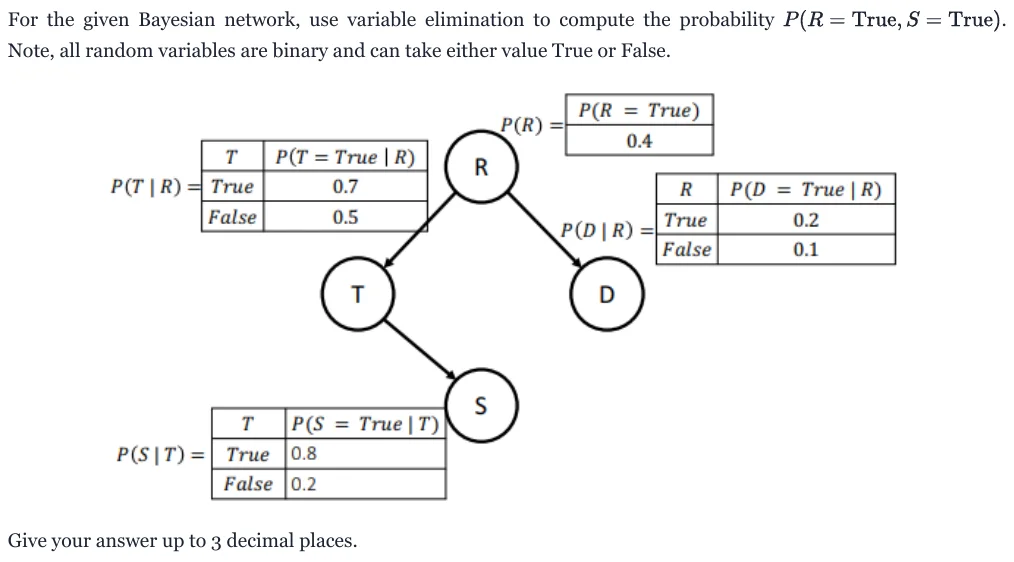 For the given Bayesian network, use variable elimination to compute the probability P(R = True, S = True).
Note, all random variables are binary and can take either value True or False.
P(R) =
P(R = True)
0.4
P(T | R) =
T P(T = True | R)
True 0.7
False 0.5
R
P(D | R) =
R P(D = True | R)
True 0.2
False 0.1
T
D
S
P(S | T) =
T P(S = True | T)
True 0.8
False 0.2
Give your answer up to 3 decimal places.